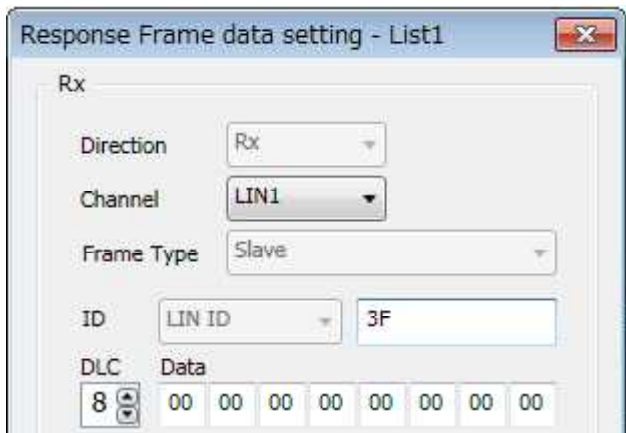 Response Frame data setting - List1
Rx
Direction Rx
Channel LIN1
Frame Type Slave
ID LIN ID 3F
DLC Data
8 00 00 00 00 00 00 00 00